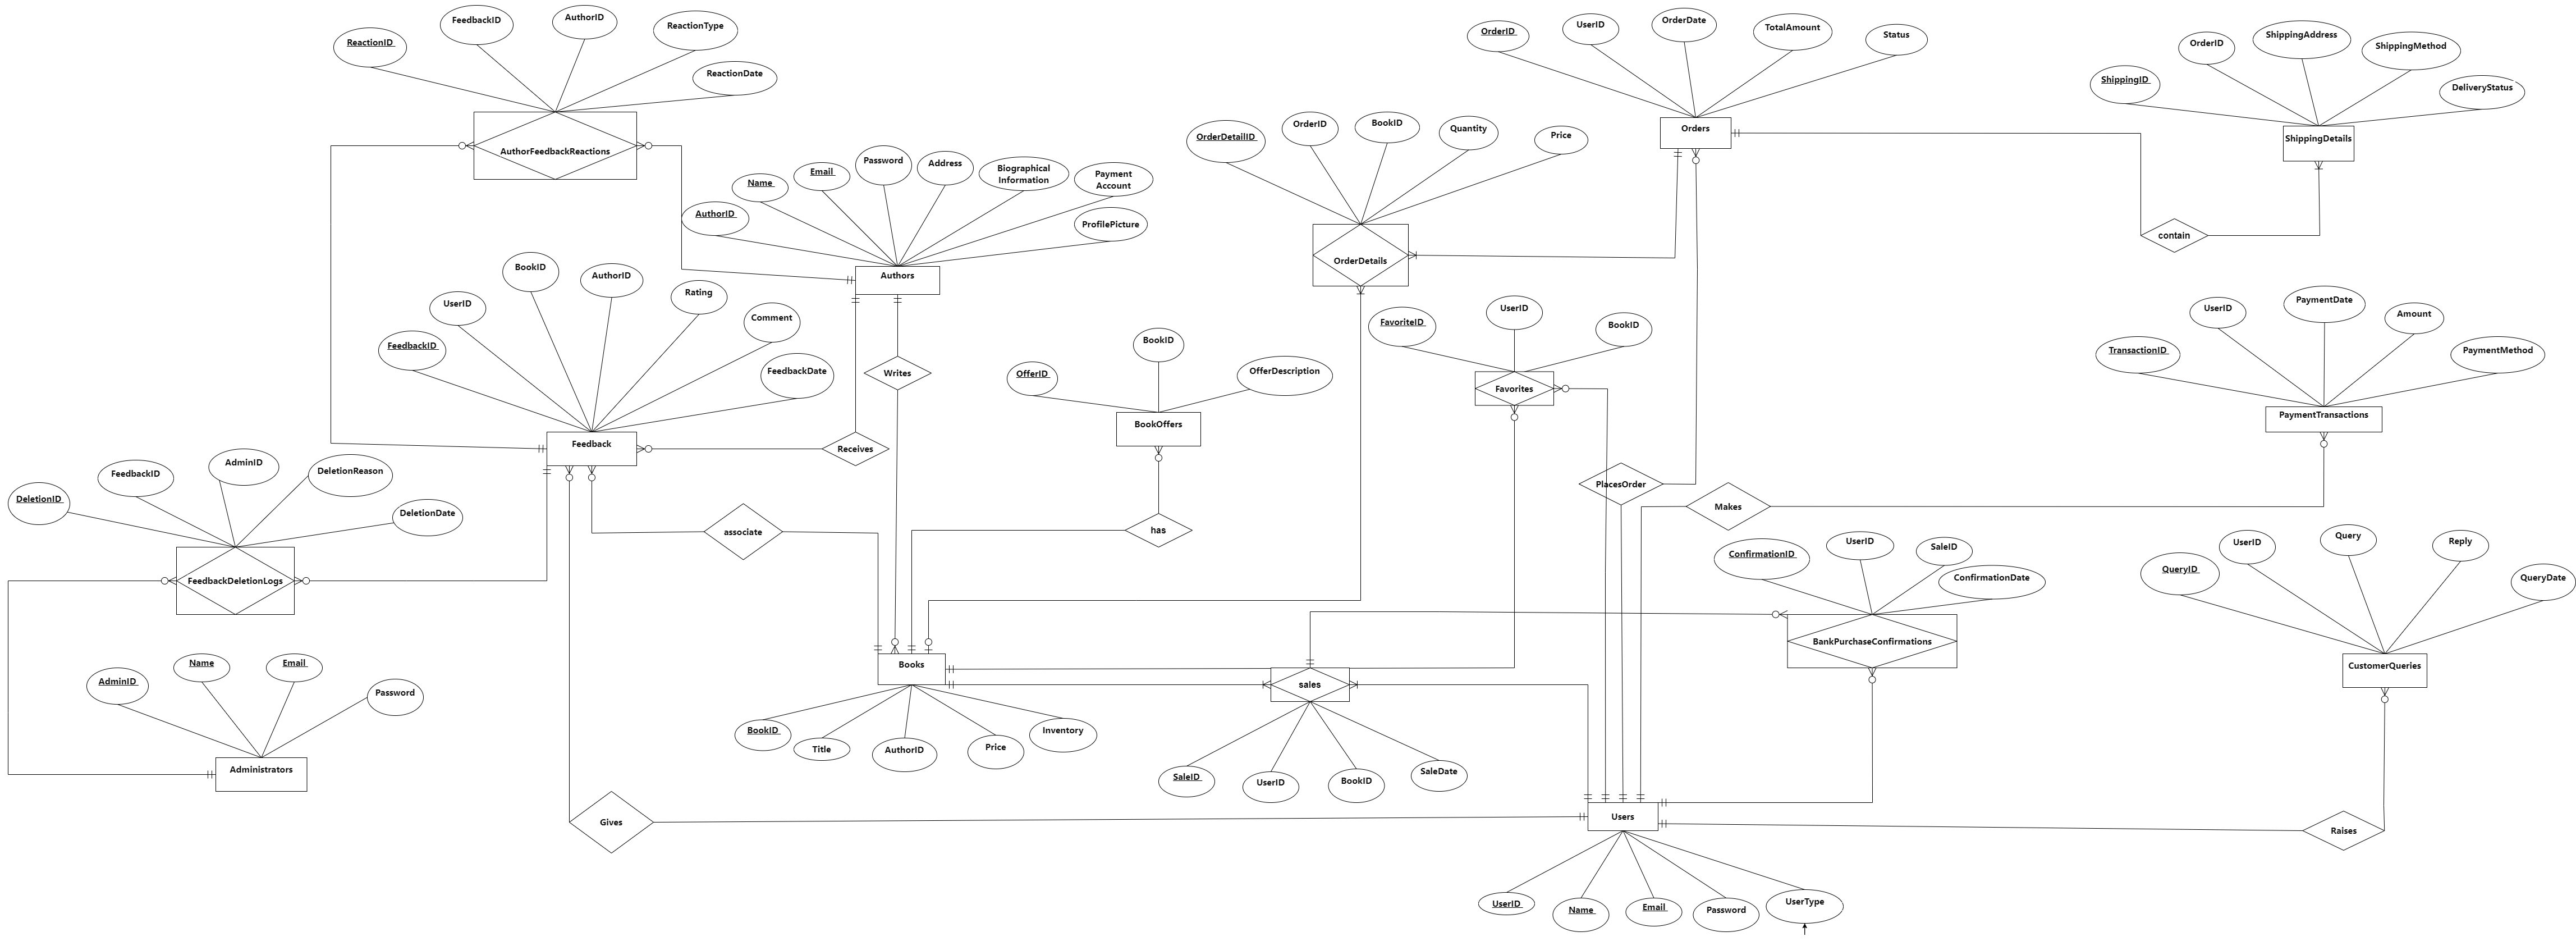 ReactionID
FeedbackID
AuthorID
ReactionType
ReactionDate
AuthorFeedbackReactions
OrderID
UserID
OrderDate
TotalAmount
Status
Orders
ShippingID
OrderID
ShippingAddress
ShippingMethod
DeliveryStatus
ShippingDetails
contain
AuthorID
Name
Email
Password
Address
Biographical
Information
Payment
Account
ProfilePicture
Authors
OrderDetailID
OrderID
BookID
Quantity
Price
OrderDetails
FeedbackID
UserID
BookID
AuthorID
Rating
Comment
FeedbackDate
Feedback
Receives
Writes
OfferID
BookID
OfferDescription
BookOffers
has
FavoriteID
UserID
BookID
Favorites
PlacesOrder
TransactionID
UserID
PaymentDate
Amount
PaymentMethod
PaymentTransactions
Makes
DeletionID
FeedbackID
AdminID
DeletionReason
DeletionDate
FeedbackDeletionLogs
associate
ConfirmationID
UserID
SaleID
ConfirmationDate
BankPurchaseConfirmations
QueryID
UserID
Query
Reply
QueryDate
CustomerQueries
AdminID
Name
Email
Password
Administrators
Books
BookID
Title
AuthorID
Price
Inventory
sales
SaleID
UserID
BookID
SaleDate
Gives
Users
Raises
UserID
Name
Email
Password
UserType